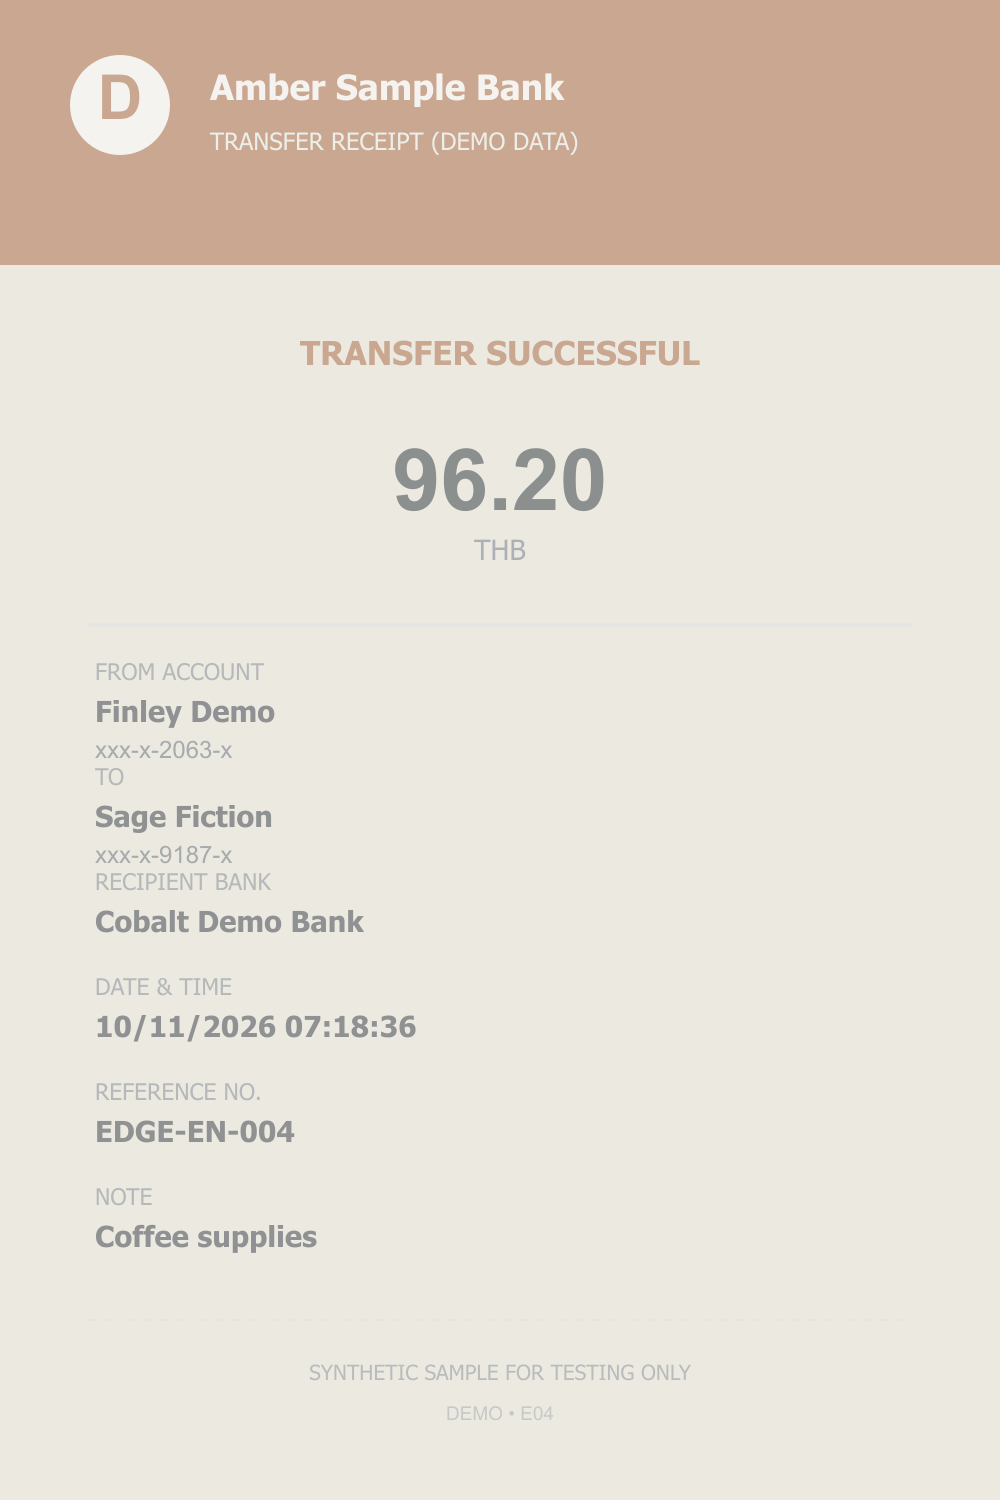 D
Amber Sample Bank
TRANSFER RECEIPT (DEMO DATA)
TRANSFER SUCCESSFUL
96.20
THB
FROM ACCOUNT
Finley Demo
xxx-x-2063-x
TO
Sage Fiction
xxx-x-9187-x
RECIPIENT BANK
Cobalt Demo Bank
DATE & TIME
10/11/2026 07:18:36
REFERENCE NO.
EDGE-EN-004
NOTE
Coffee supplies
SYNTHETIC SAMPLE FOR TESTING ONLY
DEMO • E04